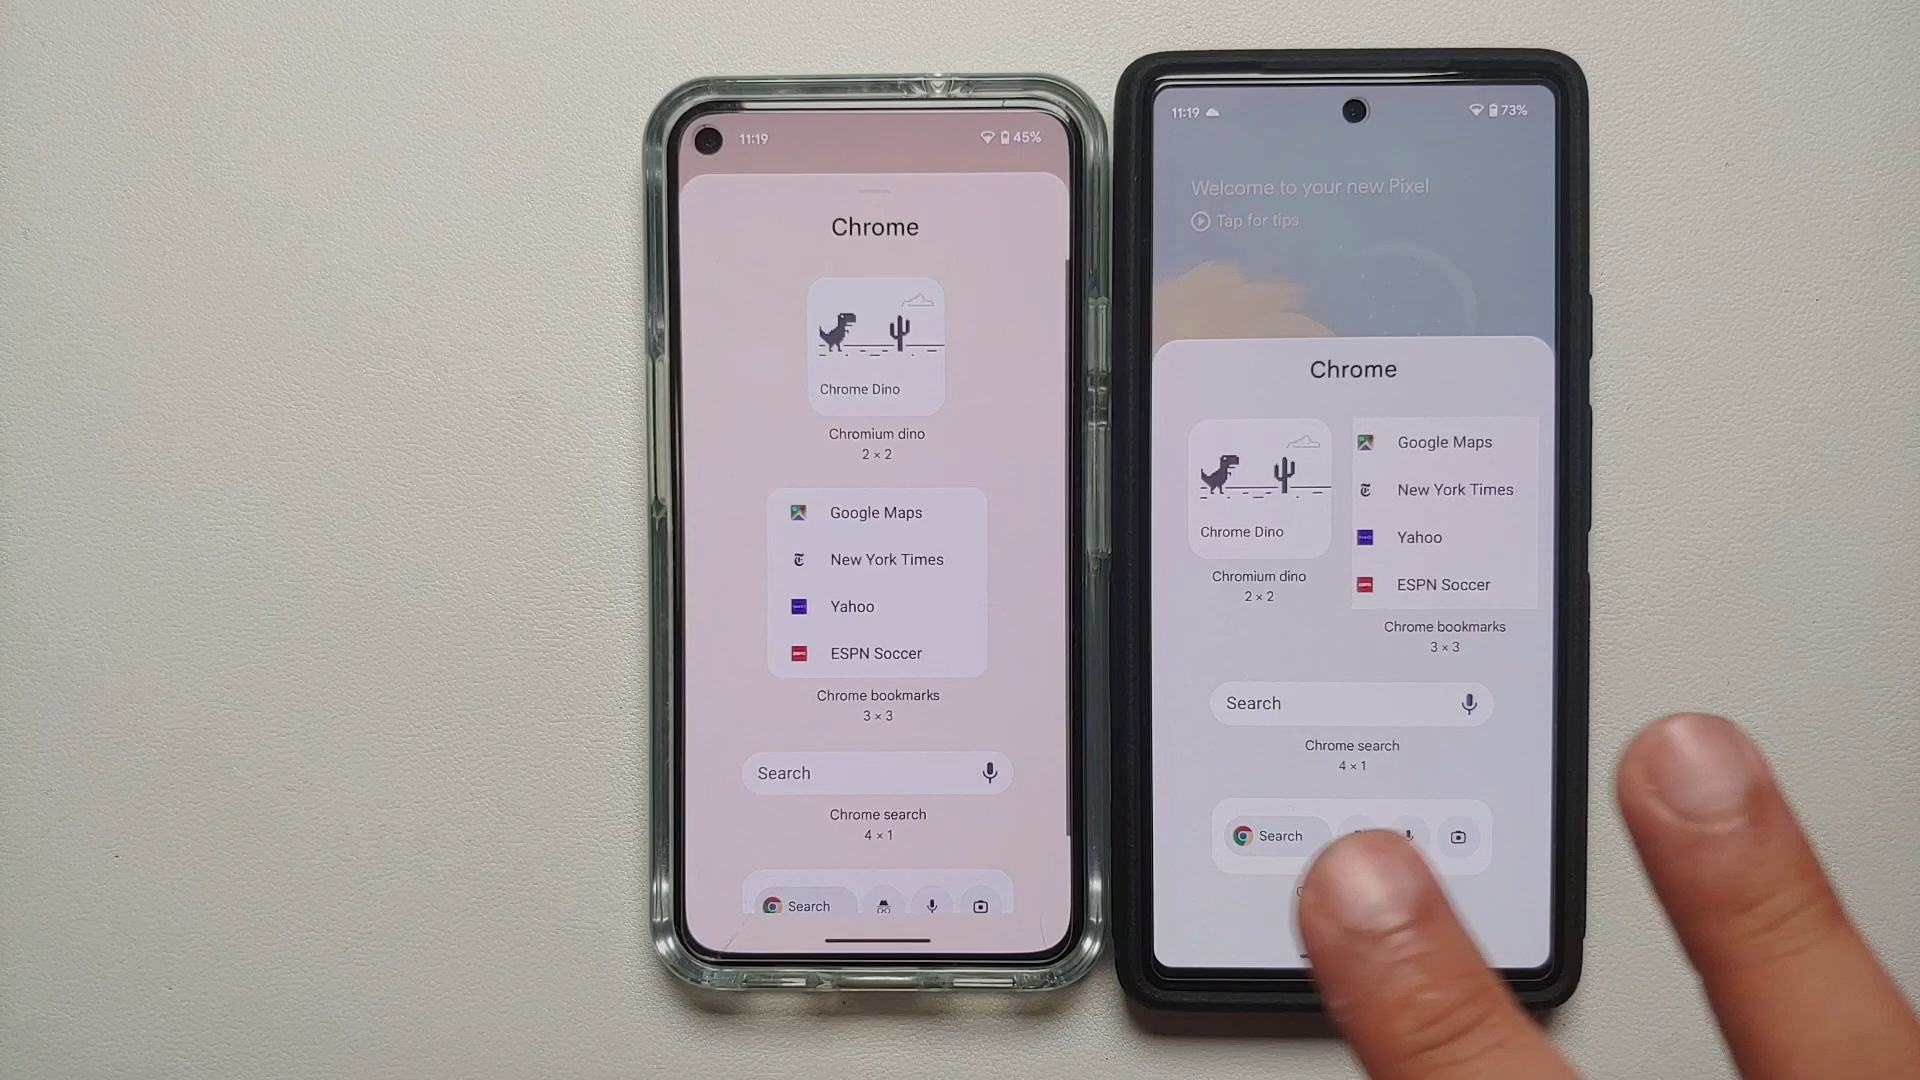 11:19
45%
Chrome
Chrome Dino
Chromium dino
2 × 2
Google Maps
New York Times
Yahoo
ESPN Soccer
Chrome bookmarks
3 × 3
Search
Chrome search
4 × 1
Search
11:19
73%
Welcome to your new Pixel
Tap for tips
Chrome
Chrome Dino
Chromium dino
2 × 2
Google Maps
New York Times
Yahoo
ESPN Soccer
Chrome bookmarks
3 × 3
Search
Chrome search
4 × 1
Search